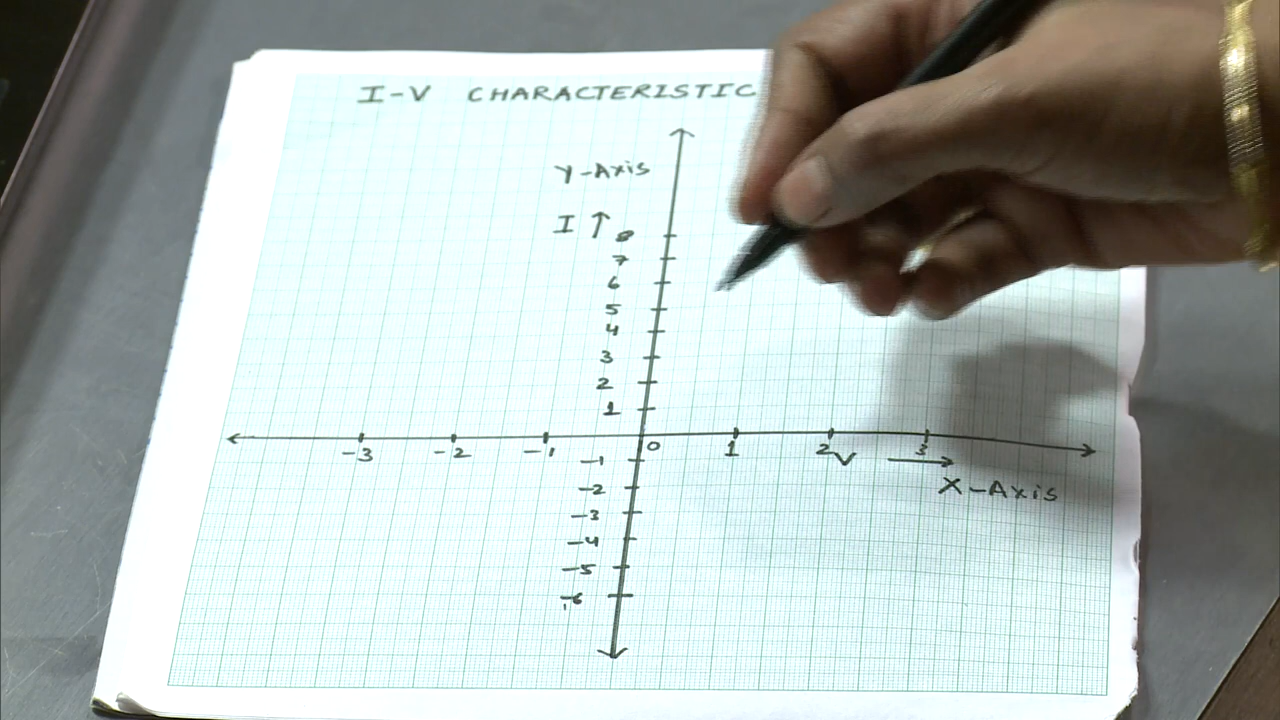 I-V CHARACTERISTIC
Y-Axis
I ↑
8
7
6
5
4
3
2
1
-3 -2 -1 0 1 2 3
V →
X-Axis
-1
-2
-3
-4
-5
-6